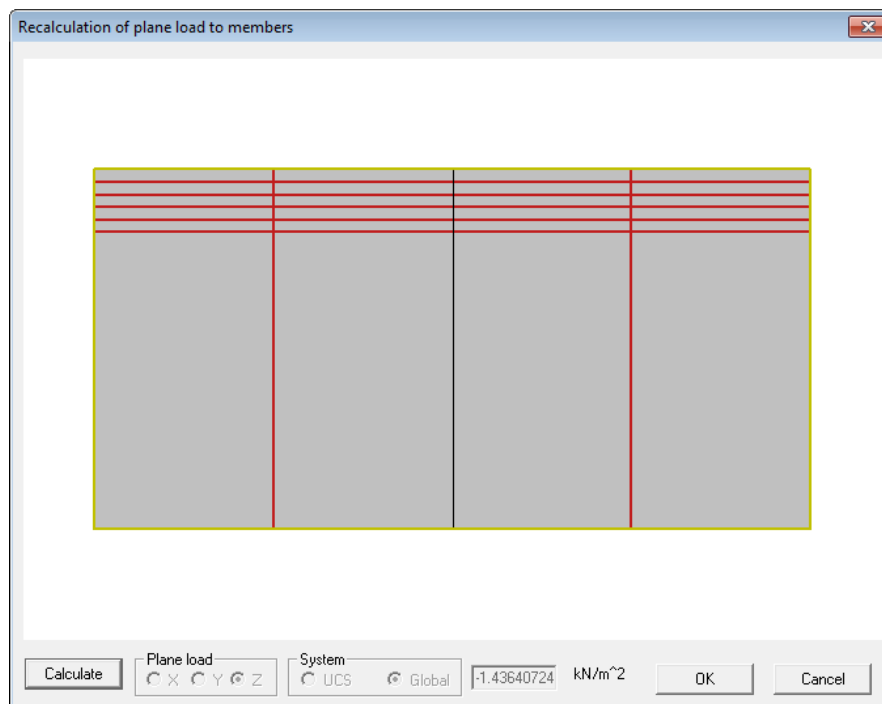 Recalculation of plane load to members
Plane load
System
Calculate
X Y Z
UCS Global
-1.43640724
kN/m^2
OK
Cancel